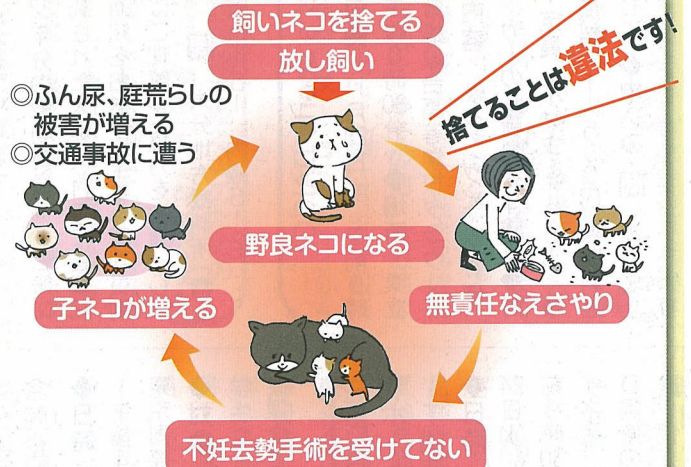 飼いネコを捨てる
放し飼い
捨てることは違法です!
◎ふん尿、庭荒らしの
被害が増える
◎交通事故に遭う
野良ネコになる
無責任なえさやり
不妊去勢手術を受けてない
子ネコが増える